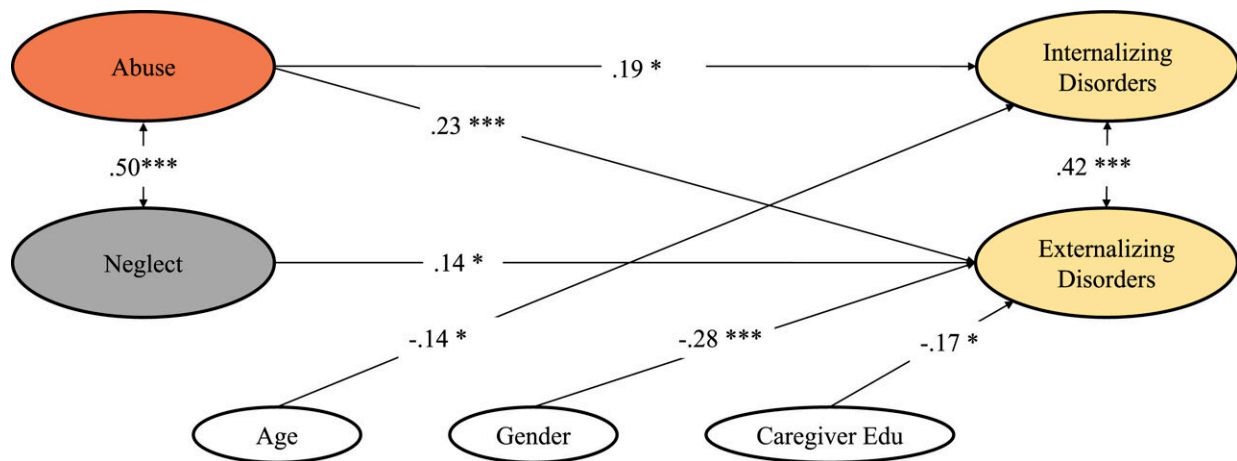 Abuse
.19 *
Internalizing
Disorders
.23 ***
.50***
.42 ***
Neglect
.14 *
Externalizing
Disorders
-.14 *
-.28 ***
-.17 *
Age
Gender
Caregiver Edu